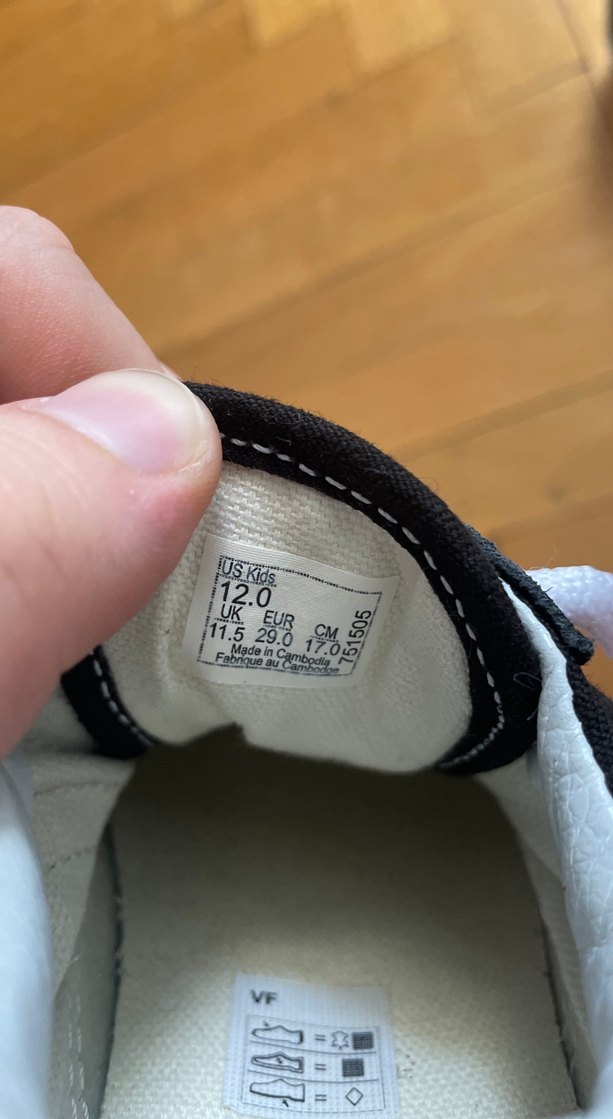 US Kids
12.0
UK EUR CM
11.5 29.0 17.0
Made in Cambodia
Fabrique au Cambodge
751505
VF
=
=
=